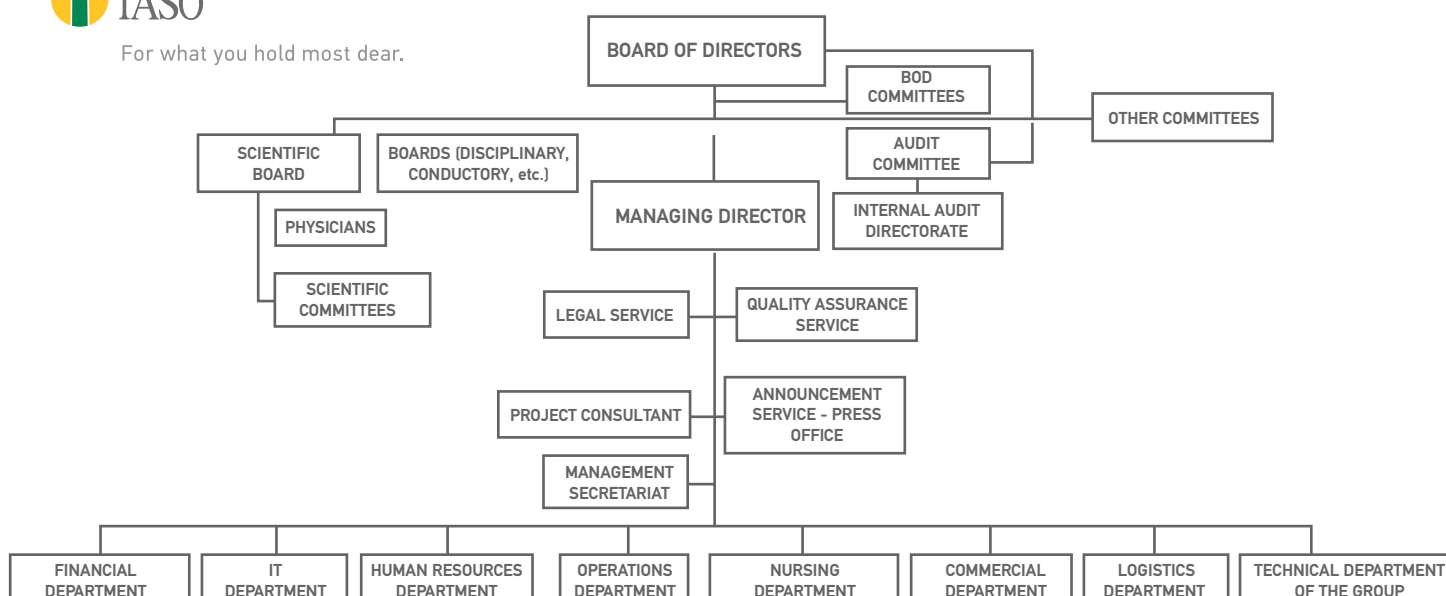 IASO
For what you hold most dear.
BOARD OF DIRECTORS
BOD
COMMITTEES
OTHER COMMITTEES
SCIENTIFIC
BOARD
BOARDS (DISCIPLINARY,
CONDUCTORY, etc.)
AUDIT
COMMITTEE
MANAGING DIRECTOR
INTERNAL AUDIT
DIRECTORATE
PHYSICIANS
SCIENTIFIC
COMMITTEES
LEGAL SERVICE
QUALITY ASSURANCE
SERVICE
PROJECT CONSULTANT
ANNOUNCEMENT
SERVICE - PRESS
OFFICE
MANAGEMENT
SECRETARIAT
FINANCIAL
DEPARTMENT
IT
DEPARTMENT
HUMAN RESOURCES
DEPARTMENT
OPERATIONS
DEPARTMENT
NURSING
DEPARTMENT
COMMERCIAL
DEPARTMENT
LOGISTICS
DEPARTMENT
TECHNICAL DEPARTMENT
OF THE GROUP